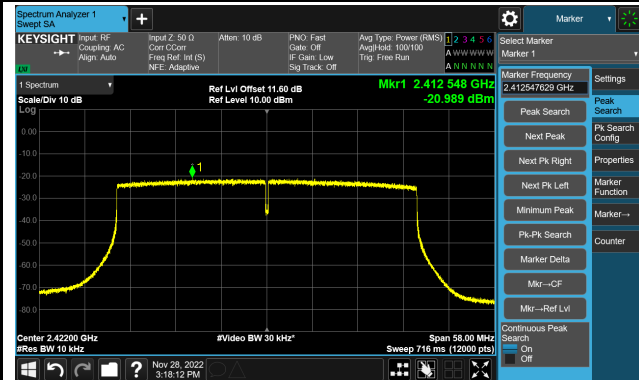 Spectrum Analyzer 1
Swept SA
Marker
KEYSIGHT
Input: RF
Coupling: AC
Align: Auto
Input Z: 50 Ω
Corr CCorr
Freq Ref: Int (S)
NFE: Adaptive
Atten: 10 dB
PNO: Fast
Gate: Off
IF Gain: Low
Sig Track: Off
Avg Type: Power (RMS)
Avg|Hold: 100/100
Trig: Free Run
1 2 3 4 5 6
A W W W W W
A N N N N N
LXI
Select Marker
Marker 1
1 Spectrum
Scale/Div 10 dB
Log
Ref Lvl Offset 11.60 dB
Ref Level 10.00 dBm
Mkr1 2.412 548 GHz
-20.989 dBm
0.00
-10.0
-20.0
-30.0
-40.0
-50.0
-60.0
-70.0
-80.0
1
Center 2.42200 GHz
#Res BW 10 kHz
#Video BW 30 kHz*
Span 58.00 MHz
Sweep 716 ms (12000 pts)
Marker Frequency
2.412547629 GHz
Peak Search
Next Peak
Next Pk Right
Next Pk Left
Minimum Peak
Pk-Pk Search
Marker Delta
Mkr→CF
Mkr→Ref Lvl
Continuous Peak
Search
On
Off
Settings
Peak
Search
Pk Search
Config
Properties
Marker
Function
Marker→
Counter
?
Nov 28, 2022
3:18:12 PM